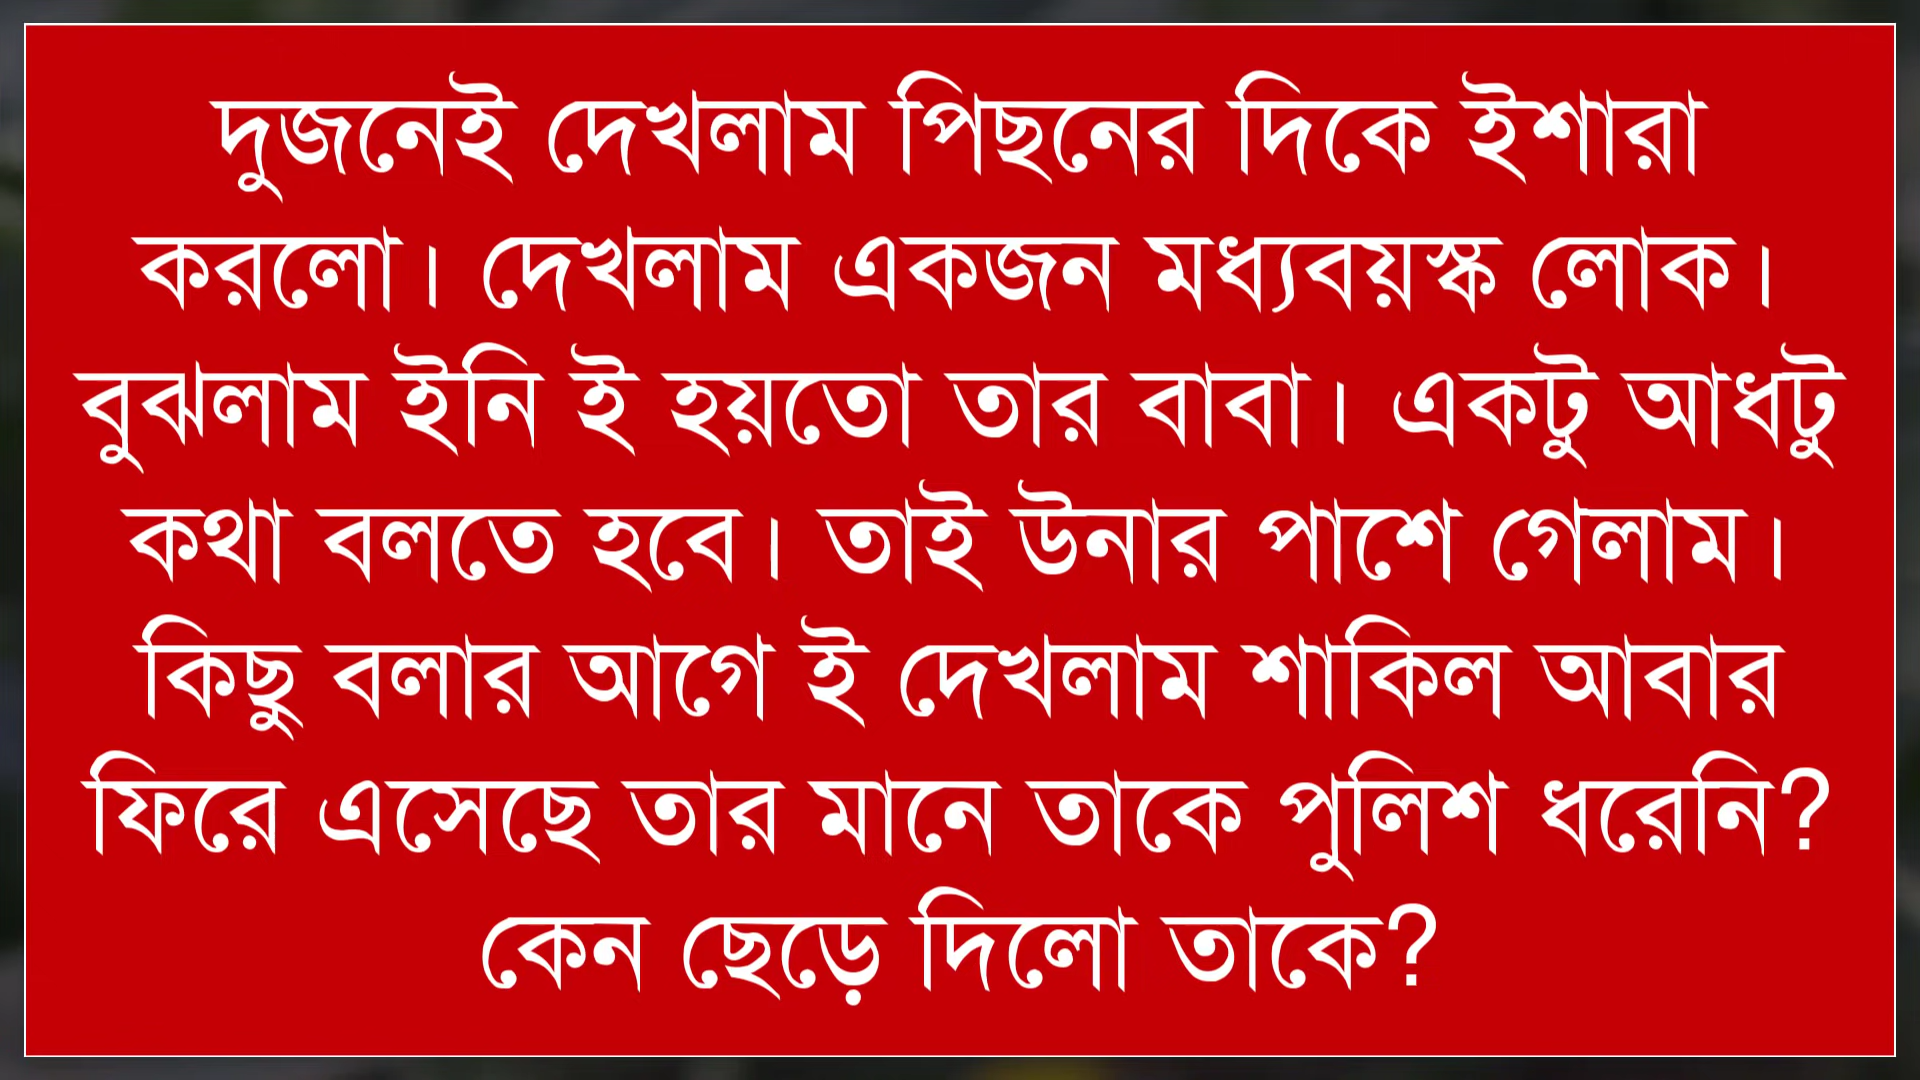 দুজনেই দেখলাম পিছনের দিকে ইশারা
করলো। দেখলাম একজন মধ্যবয়স্ক লোক।
বুঝলাম ইনি ই হয়তো তার বাবা। একটু আধটু
কথা বলতে হবে। তাই উনার পাশে গেলাম।
কিছু বলার আগে ই দেখলাম শাকিল আবার
ফিরে এসেছে তার মানে তাকে পুলিশ ধরেনি?
কেন ছেড়ে দিলো তাকে?